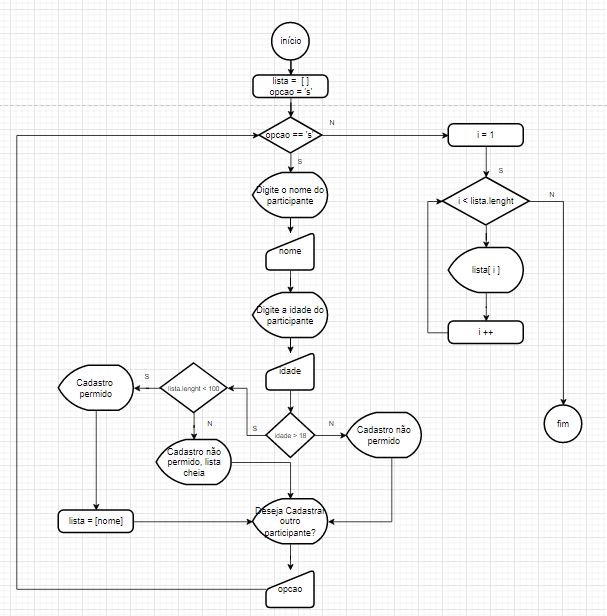 início
lista = [ ]
opcao = 's'
opcao == 's'
N
S
i = 1
S
i < lista.lenght
N
Digite o nome do
participante
nome
lista[ i ]
Digite a idade do
participante
i ++
idade
Cadastro
permido
S
lista.lenght < 100
N
S
idade > 18
N
Cadastro não
permido
fim
Cadastro não
permido, lista
cheia
lista = [nome]
Deseja Cadastrar
outro
participante?
opcao